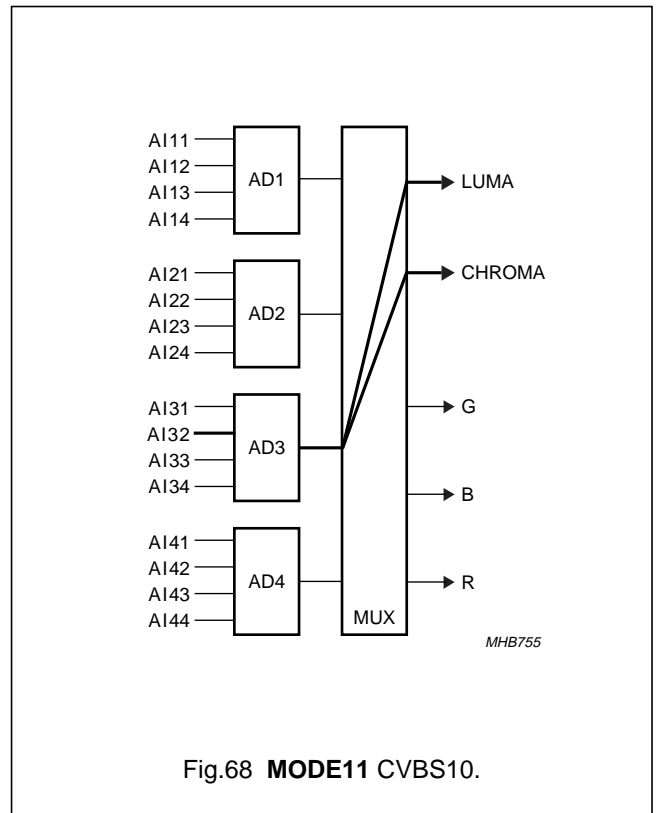 AI11
AI12
AI13
AI14
AD1
LUMA
AI21
AI22
AI23
AI24
AD2
CHROMA
AI31
AI32
AI33
AI34
AD3
G
B
AI41
AI42
AI43
AI44
AD4
R
MUX
MHB755
Fig.68 MODE11 CVBS10.